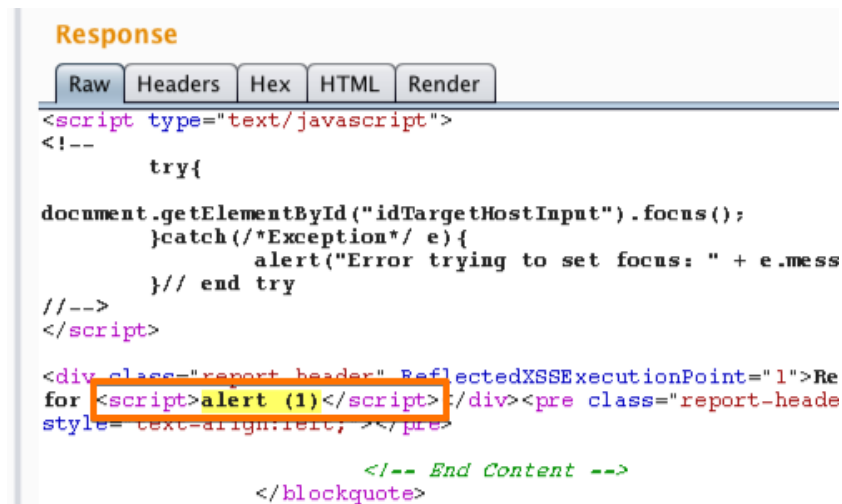 Response
Raw Headers Hex HTML Render
<script type="text/javascript">
<!--
try{
document.getElementById("idTargetHostInput").focus();
}catch(/*Exception*/ e){
alert("Error trying to set focus: " + e.mess
}// end try
//-->
</script>
<div class="report-header" ReflectedXSSExecutionPoint="1">Re
for <script>alert (1)</script></div><pre class="report-heade
style="text-align:left;"></pre>
<!-- End Content -->
</blockquote>